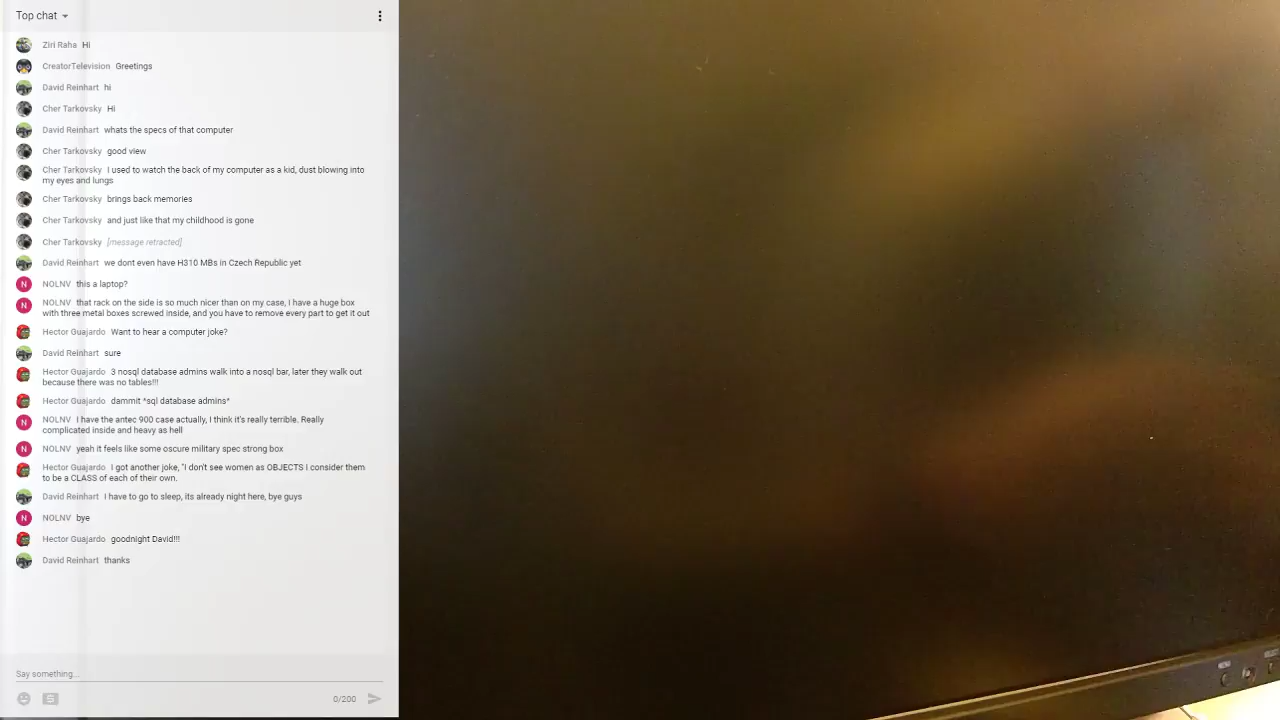 Top chat
Ziri Raha Hi
CreatorTelevision Greetings
David Reinhart hi
Cher Tarkovsky Hi
David Reinhart whats the specs of that computer
Cher Tarkovsky good view
Cher Tarkovsky I used to watch the back of my computer as a kid, dust blowing into
my eyes and lungs
Cher Tarkovsky brings back memories
Cher Tarkovsky and just like that my childhood is gone
Cher Tarkovsky [message retracted]
David Reinhart we dont even have H310 MBs in Czech Republic yet
N NOLNV this a laptop?
N NOLNV that rack on the side is so much nicer than on my case, i have a huge box
with three metal boxes screwed inside, and you have to remove every part to get it out
Hector Guajardo Want to hear a computer joke?
David Reinhart sure
Hector Guajardo 3 nosql database admins walk into a nosql bar, later they walk out
because there was no tables!!!
Hector Guajardo dammit *sql database admins*
N NOLNV I have the antec 900 case actually, I think it's really terrible. Really
complicated inside and heavy as hell
N NOLNV yeah it feels like some oscure military spec strong box
Hector Guajardo I got another joke, "I don't see women as OBJECTS I consider them
to be a CLASS of each of their own.
David Reinhart I have to go to sleep, its already night here, bye guys
N NOLNV bye
Hector Guajardo goodnight David!!!
David Reinhart thanks
Say something...
0/200